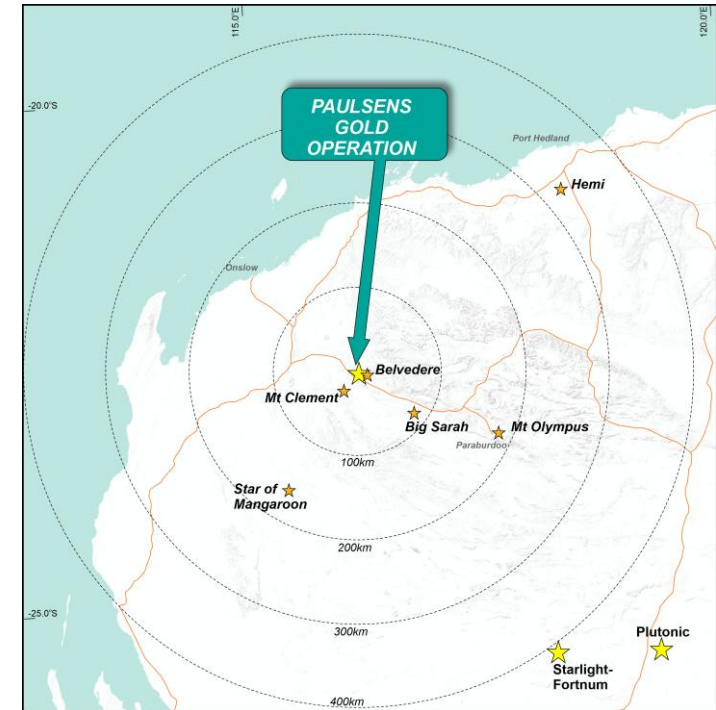 115.0°E
120.0°E
-20.0°S
PAULSENS
GOLD
OPERATION
Port Hedland
Hemi
Onslow
Belvedere
Mt Clement
Big Sarah
Mt Olympus
Paraburdoo
100km
Star of
Mangaroon
200km
-25.0°S
300km
Plutonic
Starlight-
Fortnum
400km